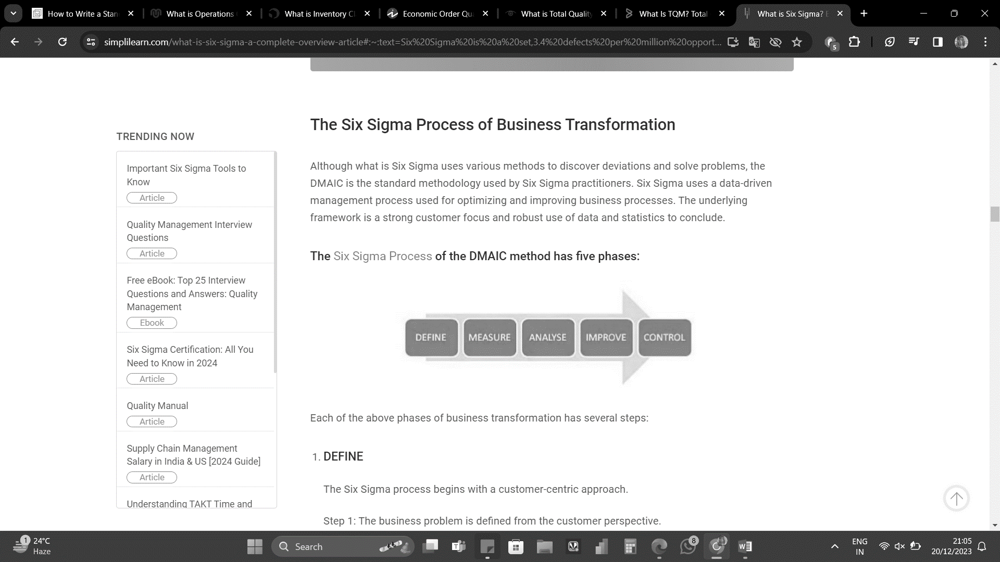 How to Write a Stan
What is Operations
What is Inventory C
Economic Order Qu
What is Total Quality
What Is TQM? Total
What is Six Sigma? E
simplilearn.com/what-is-six-sigma-a-complete-overview-article#:~:text=Six%20Sigma%20is%20a%20set,3.4%20defects%20per%20million%20opport...
5
TRENDING NOW
Important Six Sigma Tools to
Know
Article
Quality Management Interview
Questions
Article
Free eBook: Top 25 Interview
Questions and Answers: Quality
Management
Ebook
Six Sigma Certification: All You
Need to Know in 2024
Article
Quality Manual
Article
Supply Chain Management
Salary in India & US [2024 Guide]
Article
Understanding TAKT Time and
The Six Sigma Process of Business Transformation
Although what is Six Sigma uses various methods to discover deviations and solve problems, the
DMAIC is the standard methodology used by Six Sigma practitioners. Six Sigma uses a data-driven
management process used for optimizing and improving business processes. The underlying
framework is a strong customer focus and robust use of data and statistics to conclude.
The Six Sigma Process of the DMAIC method has five phases:
DEFINE MEASURE ANALYSE IMPROVE CONTROL
Each of the above phases of business transformation has several steps:
1. DEFINE
The Six Sigma process begins with a customer-centric approach.
Step 1: The business problem is defined from the customer perspective.
1
24°C
Haze
Search
8
ENG
IN
21:05
20/12/2023